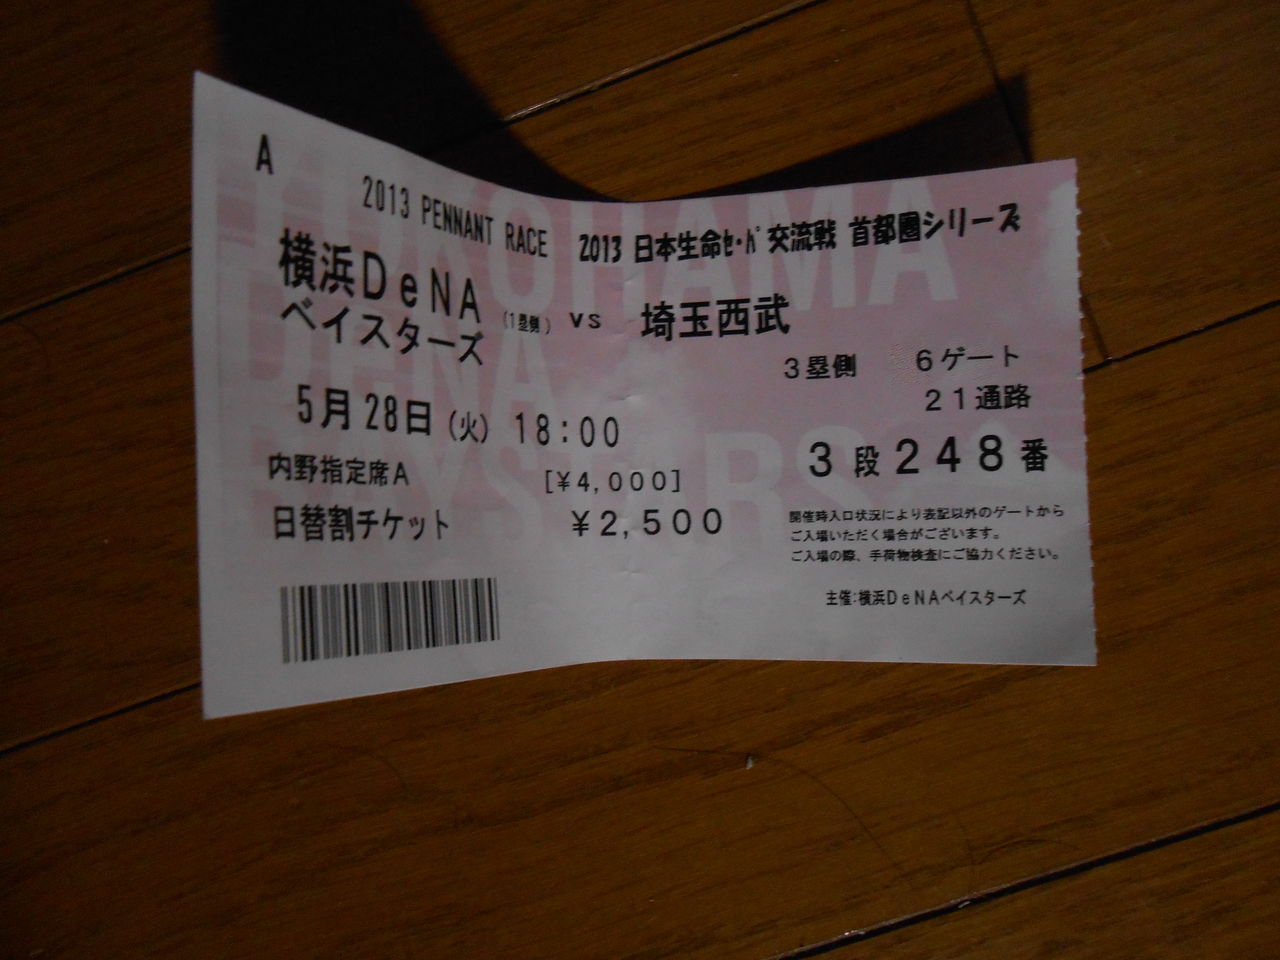 A
2013 PENNANT RACE 2013 日本生命ｾ・ﾊﾟ交流戦 首都圏シリーズ
横浜ＤｅＮＡ
ベイスターズ (1塁側) VS 埼玉西武
3塁側 6ゲート
21通路
5月28日(火) 18:00
3段248番
内野指定席A [¥4,000]
日替割チケット ¥2,500
開催時入口状況により表記以外のゲートから
ご入場いただく場合がございます。
ご入場の際、手荷物検査にご協力ください。
主催:横浜DeNAベイスターズ
YOKOHAMA
DENA
BAYSTARS